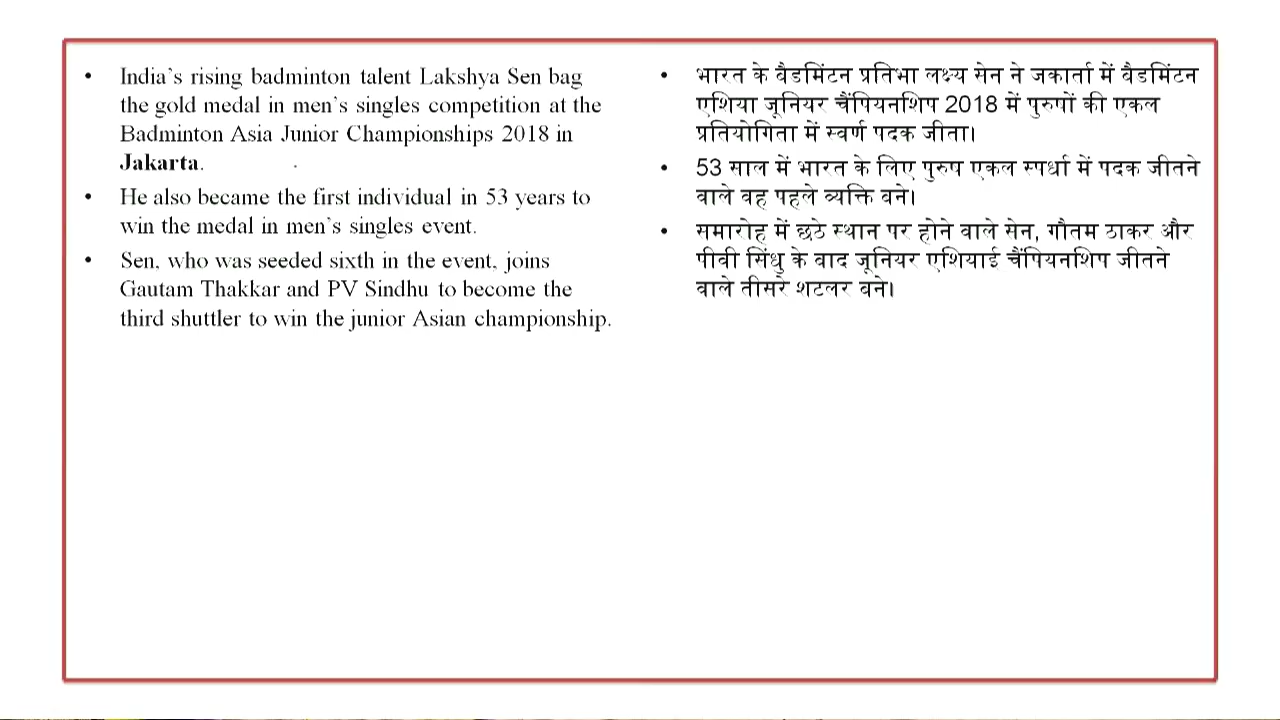 • India's rising badminton talent Lakshya Sen bag
the gold medal in men's singles competition at the
Badminton Asia Junior Championships 2018 in
Jakarta.
• He also became the first individual in 53 years to
win the medal in men's singles event.
• Sen, who was seeded sixth in the event, joins
Gautam Thakkar and PV Sindhu to become the
third shuttler to win the junior Asian championship.
• भारत के बैडमिंटन प्रतिभा लक्ष्य सेन ने जकार्ता में बैडमिंटन
एशिया जूनियर चैंपियनशिप 2018 में पुरुषों की एकल
प्रतियोगिता में स्वर्ण पदक जीता।
• 53 साल में भारत के लिए पुरुष एकल स्पर्धा में पदक जीतने
वाले वह पहले व्यक्ति बने।
• समारोह में छठे स्थान पर होने वाले सेन, गौतम ठाकर और
पीवी सिंधु के बाद जूनियर एशियाई चैंपियनशिप जीतने
वाले तीसरे शटलर बने।